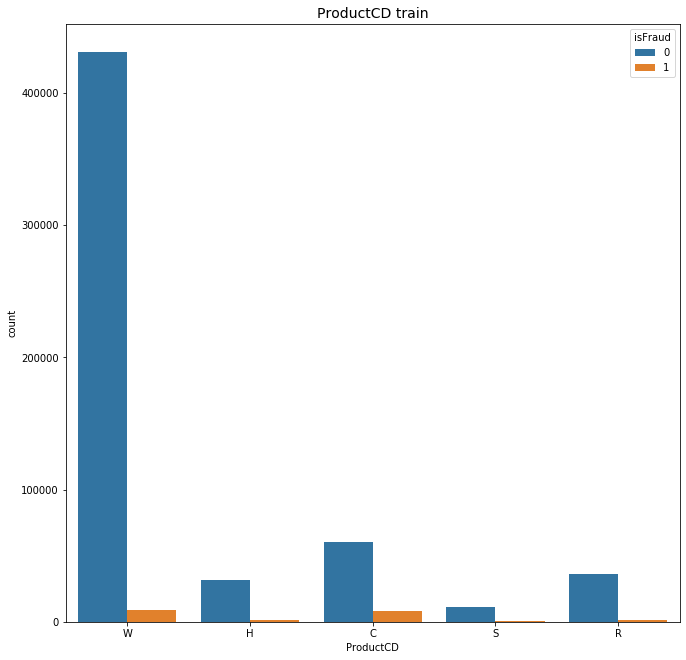 ProductCD train
isFraud
0
1
400000
300000
200000
100000
0
count
W H C S R
ProductCD